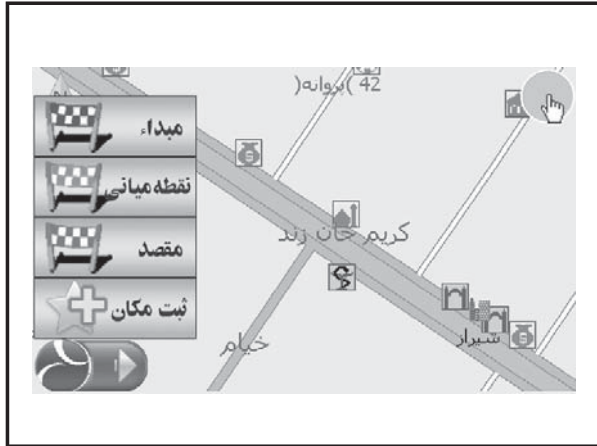 42 )پروانه(
مبداء
نقطه میانی
مقصد
ثبت مکان
کریم خان زند
شیراز
خیام